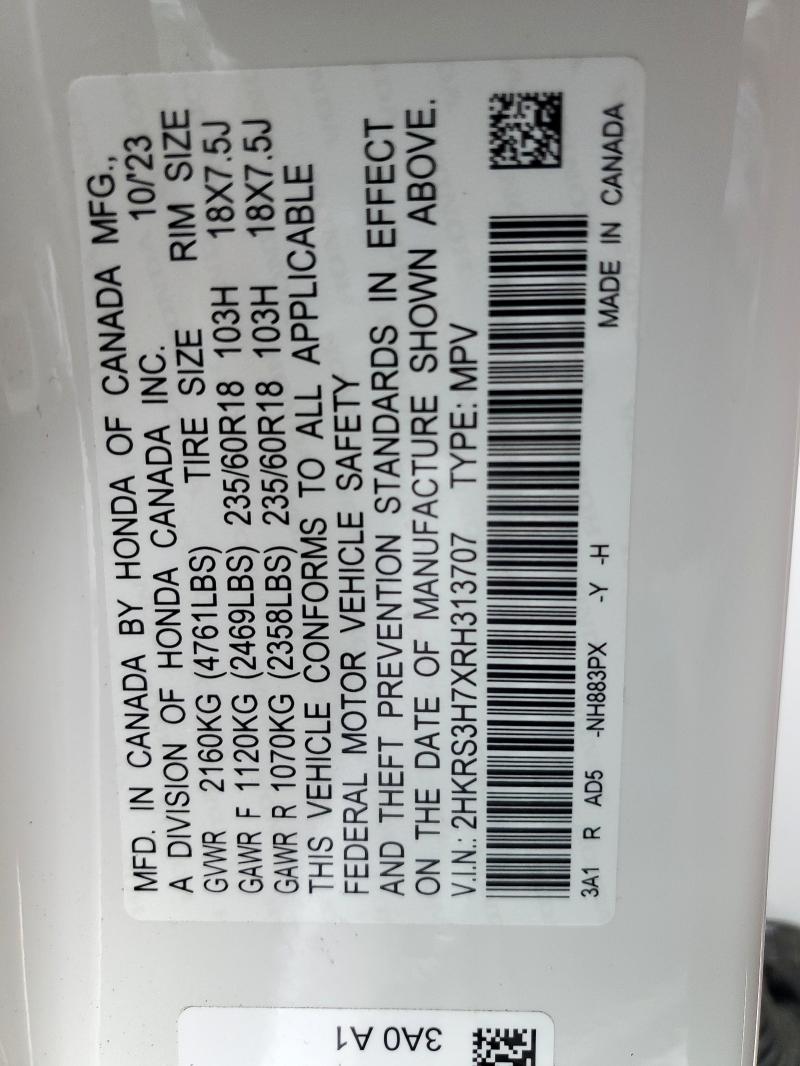 MFD. IN CANADA BY HONDA OF CANADA MFG.,
A DIVISION OF HONDA CANADA INC. 10/'23
GVWR 2160KG (4761LBS) TIRE SIZE RIM SIZE
GAWR F 1120KG (2469LBS) 235/60R18 103H 18X7.5J
GAWR R 1070KG (2358LBS) 235/60R18 103H 18X7.5J
THIS VEHICLE CONFORMS TO ALL APPLICABLE
FEDERAL MOTOR VEHICLE SAFETY
AND THEFT PREVENTION STANDARDS IN EFFECT
ON THE DATE OF MANUFACTURE SHOWN ABOVE.
V.I.N.: 2HKRS3H7XRH313707 TYPE: MPV
3A1 R AD5 -NH883PX -Y -H MADE IN CANADA
3A0 A1